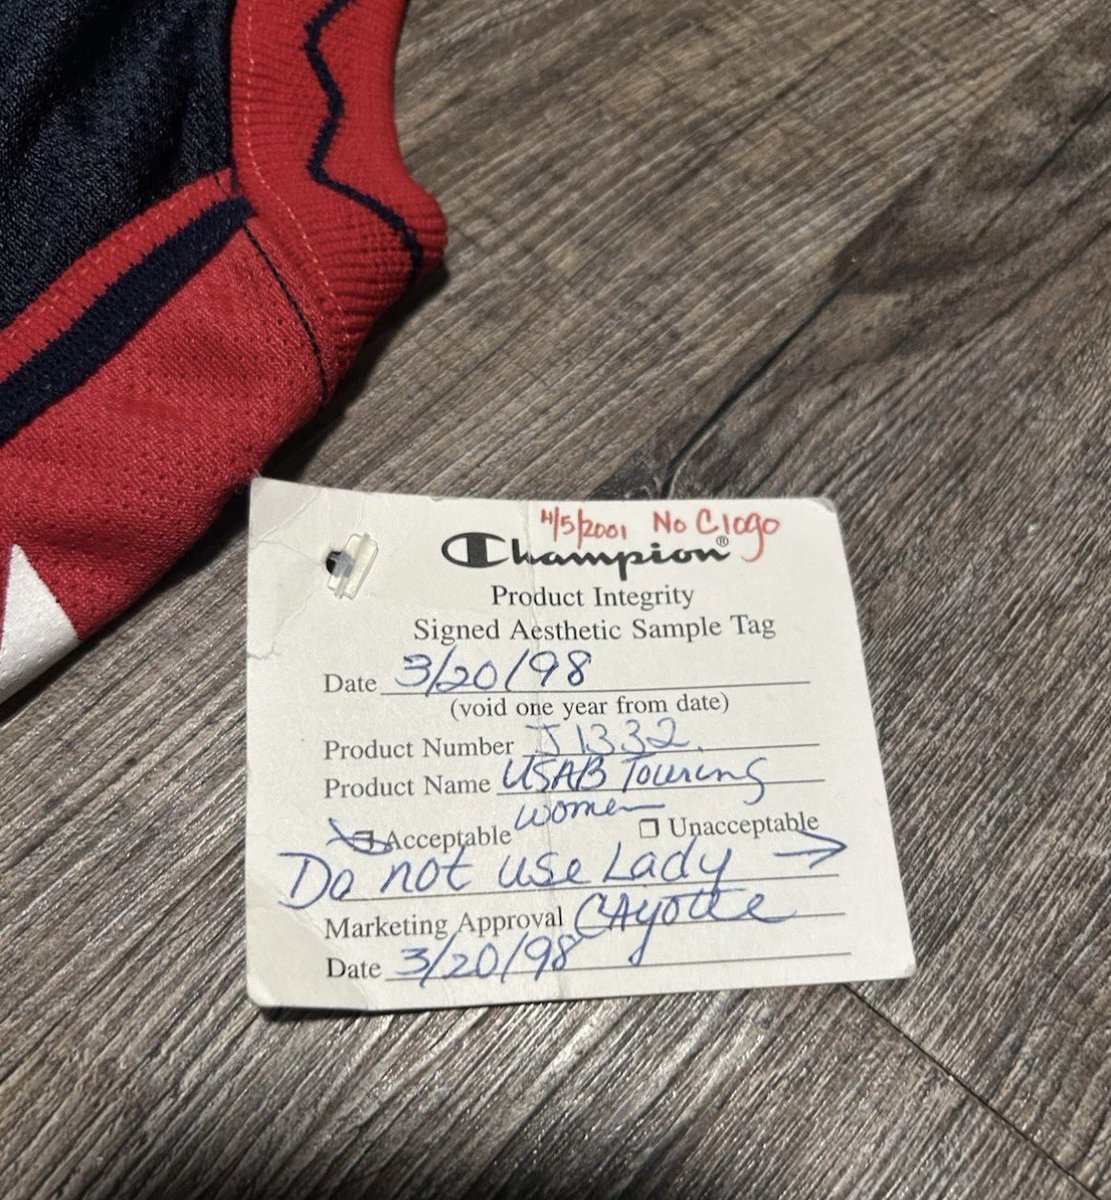 4/5/2001 No C logo
Champion®
Product Integrity
Signed Aesthetic Sample Tag
Date 3/20/98
(void one year from date)
Product Number J1332
Product Name USAB Touring
women
Acceptable Unacceptable
Do not use Lady →
Marketing Approval CAyotte
Date 3/20/98